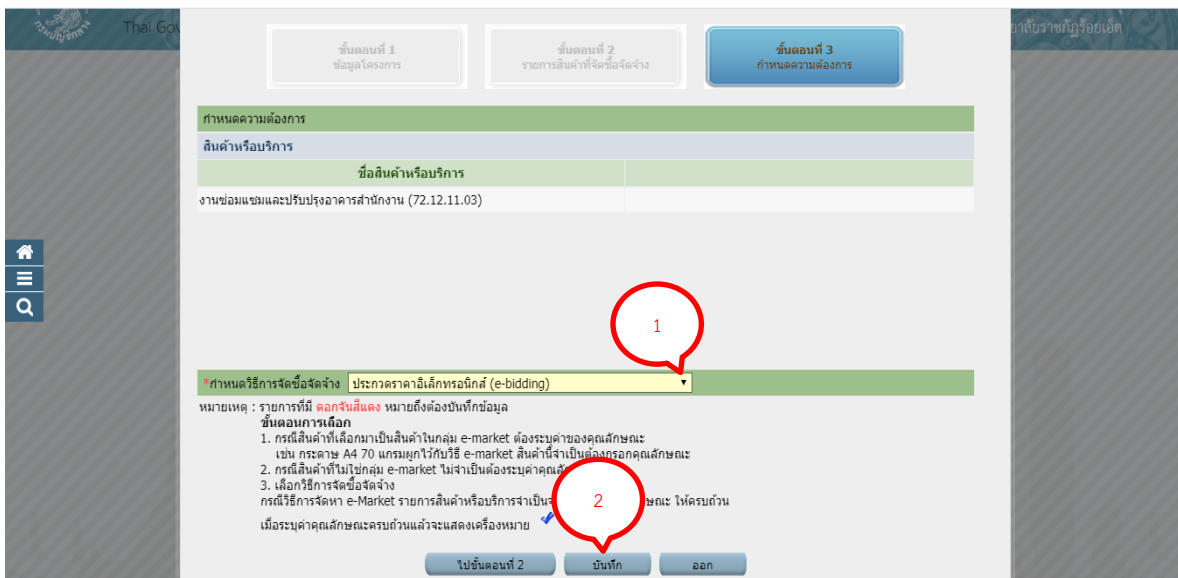 กรมบัญชีกลาง
Thai Gov
ยาลัยราชภัฏร้อยเอ็ด
ขั้นตอนที่ 1
ข้อมูลโครงการ
ขั้นตอนที่ 2
รายการสินค้าที่จัดซื้อจัดจ้าง
ขั้นตอนที่ 3
กำหนดความต้องการ
กำหนดความต้องการ
สินค้าหรือบริการ
ชื่อสินค้าหรือบริการ
งานซ่อมแซมและปรับปรุงอาคารสำนักงาน (72.12.11.03)
1
*กำหนดวิธีการจัดซื้อจัดจ้าง ประกวดราคาอิเล็กทรอนิกส์ (e-bidding)
หมายเหตุ : รายการที่มี ดอกจันสีแดง หมายถึงต้องบันทึกข้อมูล
ขั้นตอนการเลือก
1. กรณีสินค้าที่เลือกมาเป็นสินค้าในกลุ่ม e-market ต้องระบุค่าของคุณลักษณะ
เช่น กระดาษ A4 70 แกรมผูกไว้กับวิธี e-market สินค้านี้จำเป็นต้องกรอกคุณลักษณะ
2. กรณีสินค้าที่ไม่ใช่กลุ่ม e-market ไม่จำเป็นต้องระบุค่า
3. เลือกวิธีการจัดซื้อจัดจ้าง
กรณีวิธีการจัดหา e-Market รายการสินค้าหรือบริการจำเป็น ษณะ ให้ครบถ้วน
2
เมื่อระบุค่าคุณลักษณะครบถ้วนแล้วจะแสดงเครื่องหมาย
ไปขั้นตอนที่ 2 บันทึก ออก